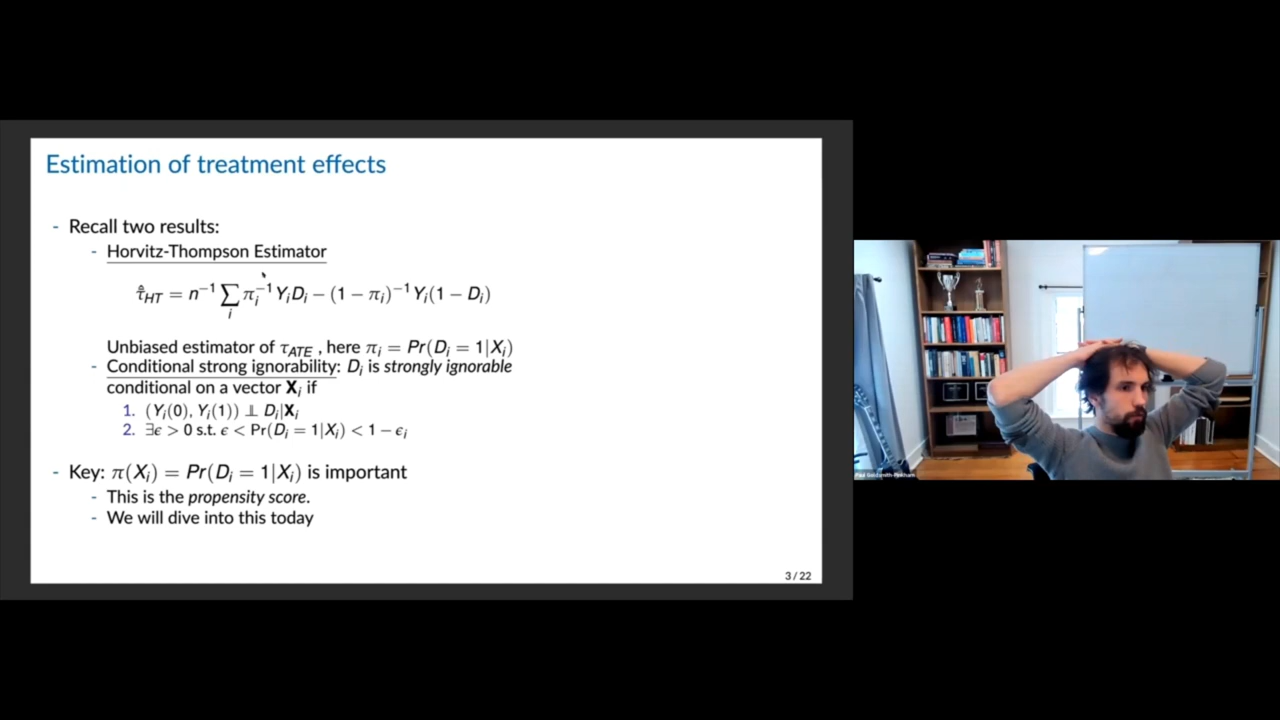 Estimation of treatment effects
- Recall two results:
- Horvitz-Thompson Estimator
τ̂_HT = n⁻¹ ∑_i π_i⁻¹ Y_i D_i − (1 − π_i)⁻¹ Y_i(1 − D_i)
Unbiased estimator of τ_ATE , here π_i = Pr(D_i = 1|X_i)
- Conditional strong ignorability: D_i is strongly ignorable
conditional on a vector X_i if
1. (Y_i(0), Y_i(1)) ⫫ D_i|X_i
2. ∃ϵ > 0 s.t. ϵ < Pr(D_i = 1|X_i) < 1 − ϵ_i
- Key: π(X_i) = Pr(D_i = 1|X_i) is important
- This is the propensity score.
- We will dive into this today
3 / 22
Paul Goldsmith-Pinkham